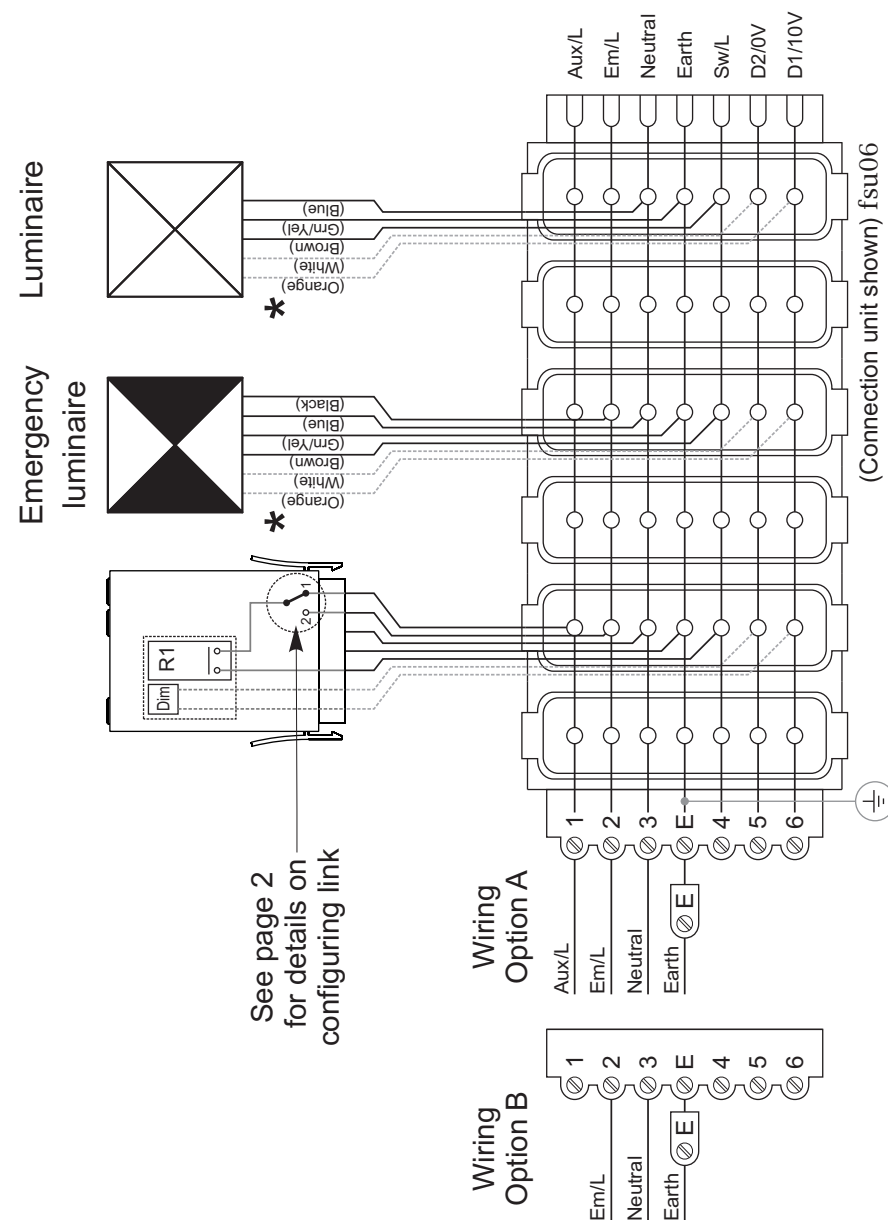 Luminaire
Emergency
luminaire
(Blue)
(Grn/Yel)
(Brown)
(White)
(Orange)
*
(Black)
(Blue)
(Grn/Yel)
(Brown)
(White)
(Orange)
*
R1
Dim
1
2
See page 2
for details on
configuring link
Aux/L
Em/L
Neutral
Earth
Sw/L
D2/0V
D1/10V
(Connection unit shown) fsu06
Wiring
Option A
Aux/L
Em/L
Neutral
Earth
E
1
2
3
E
4
5
6
Wiring
Option B
Em/L
Neutral
Earth
E
1
2
3
E
4
5
6